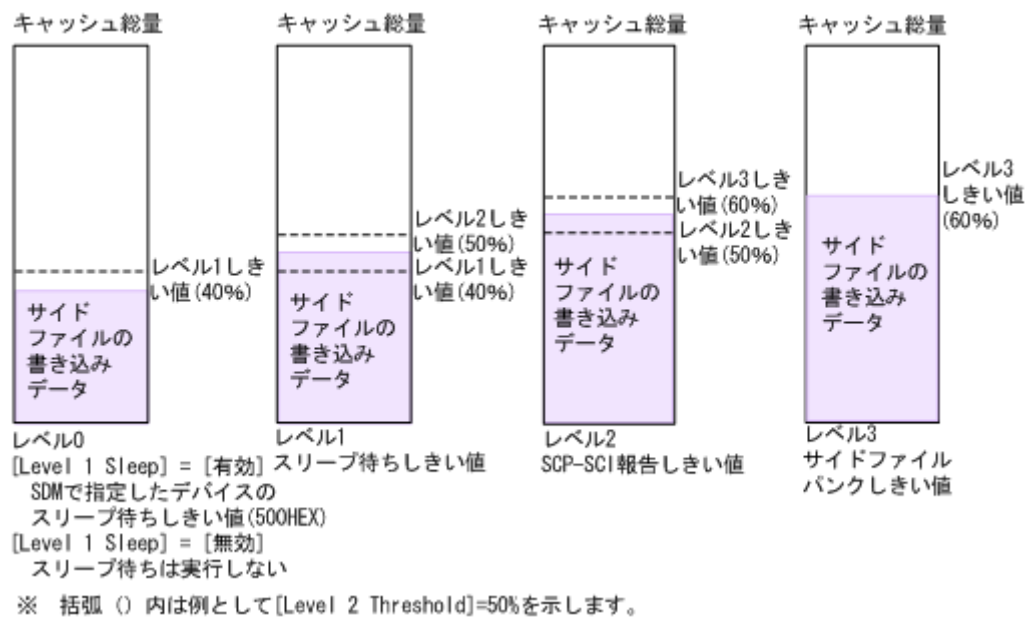 キャッシュ総量
レベル1しき
い値(40%)
サイド
ファイルの
書き込み
データ
レベル0
[Level 1 Sleep] = [有効]
SDMで指定したデバイスの
スリープ待ちしきい値(500HEX)
[Level 1 Sleep] = [無効]
スリープ待ちは実行しない
キャッシュ総量
レベル2しき
い値(50%)
レベル1しき
い値(40%)
サイド
ファイルの
書き込み
データ
レベル1
スリープ待ちしきい値
キャッシュ総量
レベル3しき
い値(60%)
レベル2しき
い値(50%)
サイド
ファイルの
書き込み
データ
レベル2
SCP-SCI報告しきい値
キャッシュ総量
レベル3
しきい値
(60%)
サイド
ファイルの
書き込み
データ
レベル3
サイドファイル
パンクしきい値
※ 括弧 () 内は例として[Level 2 Threshold]=50%を示します。